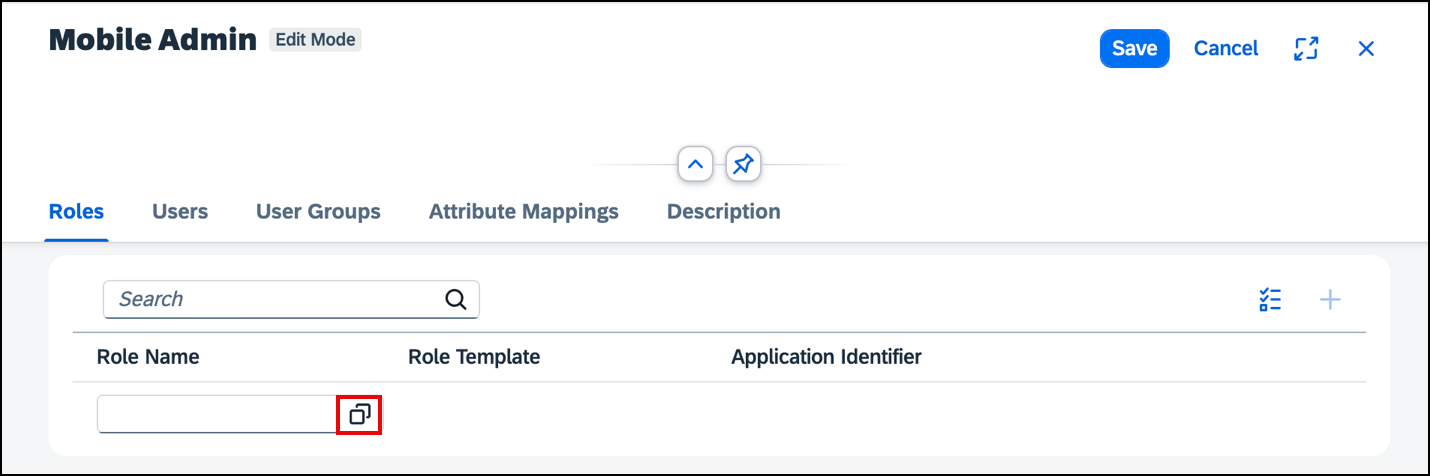 Mobile Admin Edit Mode Save Cancel
Roles Users User Groups Attribute Mappings Description
Search
Role Name Role Template Application Identifier